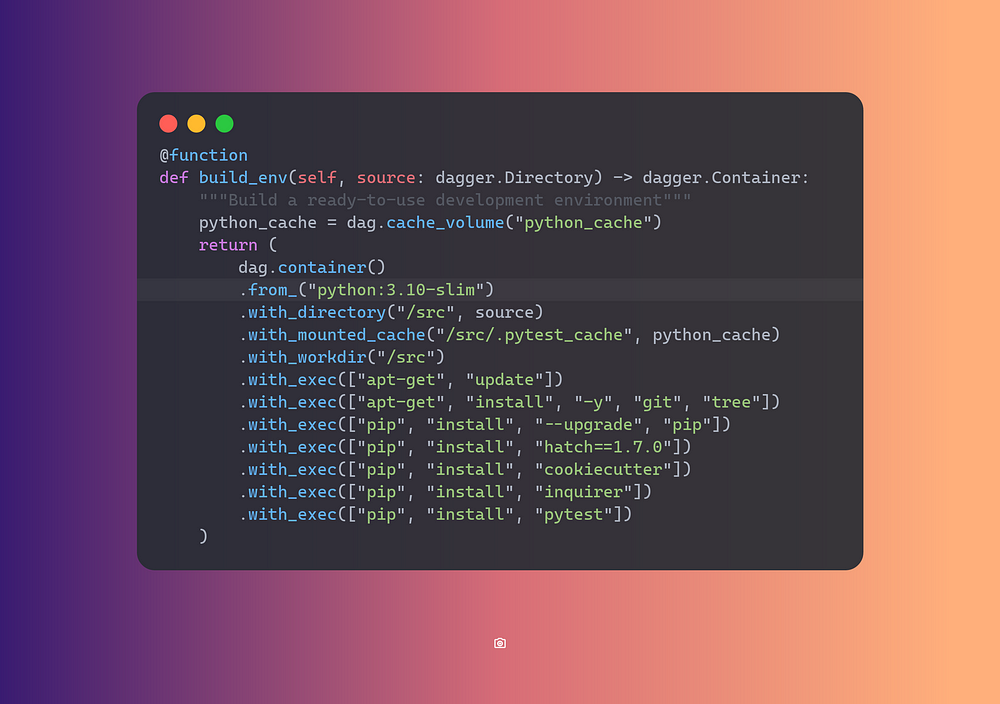 @function
def build_env(self, source: dagger.Directory) -> dagger.Container:
    """Build a ready-to-use development environment"""
    python_cache = dag.cache_volume("python_cache")
    return (
        dag.container()
        .from_("python:3.10-slim")
        .with_directory("/src", source)
        .with_mounted_cache("/src/.pytest_cache", python_cache)
        .with_workdir("/src")
        .with_exec(["apt-get", "update"])
        .with_exec(["apt-get", "install", "-y", "git", "tree"])
        .with_exec(["pip", "install", "--upgrade", "pip"])
        .with_exec(["pip", "install", "hatch==1.7.0"])
        .with_exec(["pip", "install", "cookiecutter"])
        .with_exec(["pip", "install", "inquirer"])
        .with_exec(["pip", "install", "pytest"])
    )